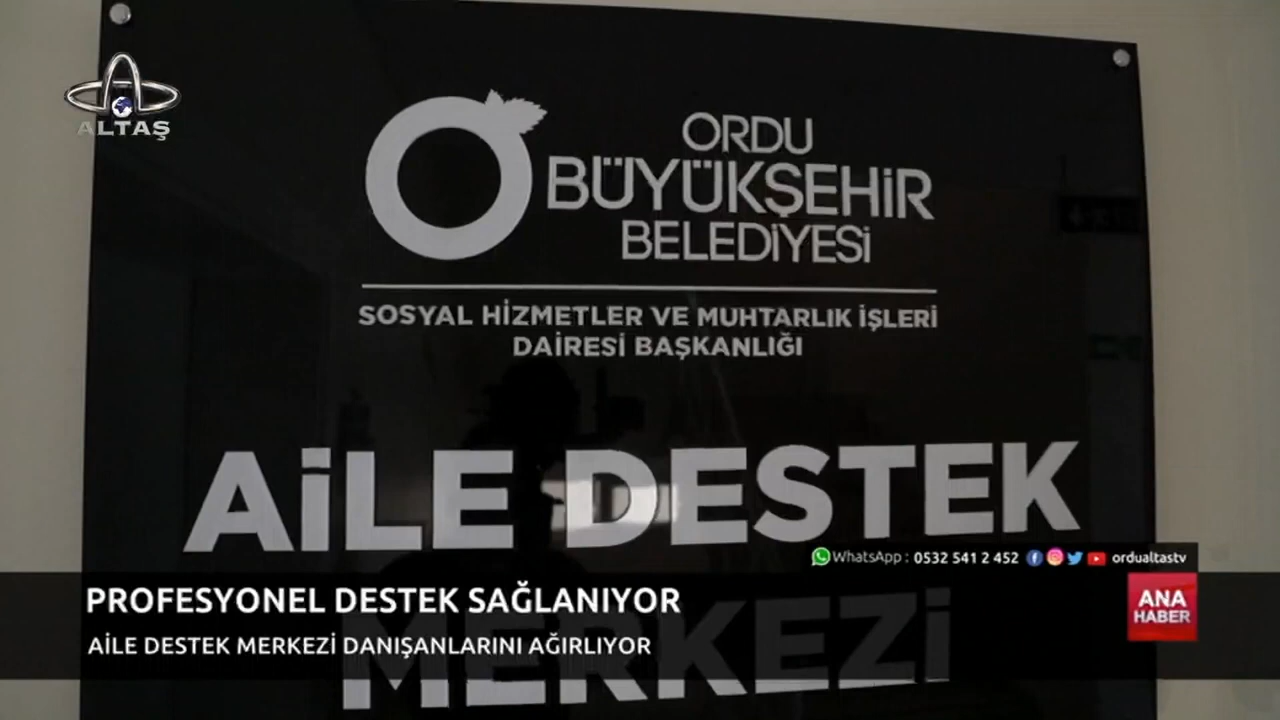 ALTAŞ
ORDU
BÜYÜKŞEHİR
BELEDİYESİ
SOSYAL HİZMETLER VE MUHTARLIK İŞLERİ
DAİRESİ BAŞKANLIĞI
AİLE DESTEK
MERKEZİ
WhatsApp : 0532 541 2 452 ordualtastv
PROFESYONEL DESTEK SAĞLANIYOR
AİLE DESTEK MERKEZİ DANIŞANLARINI AĞIRLIYOR
ANA
HABER